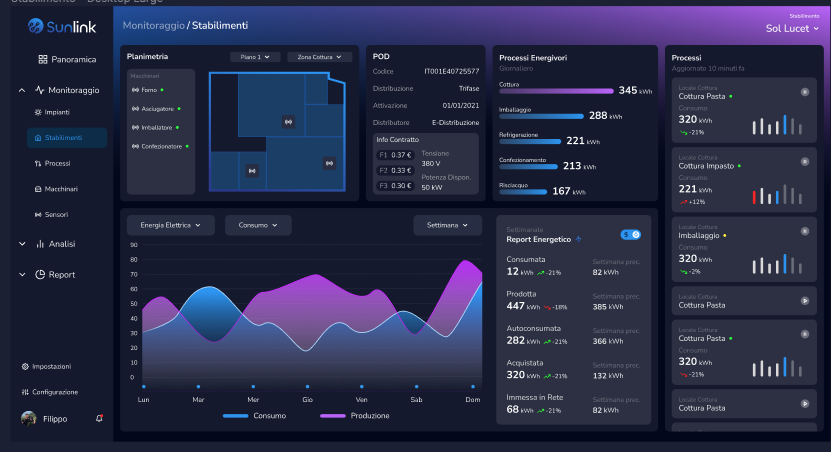 Stabilimento - Desktop Large
Sunlink
Monitoraggio / Stabilimenti
Stabilimento
Sol Lucet
Panoramica
Monitoraggio
Impianti
Stabilimenti
Processi
Macchinari
Sensori
Analisi
Report
Impostazioni
Configurazione
Filippo
Planimetria
Piano 1
Zona Cottura
Macchinari
Forno
Asciugatore
Imballatore
Confezionatore
POD
Codice IT001E40725577
Distribuzione Trifase
Attivazione 01/01/2021
Distributore E-Distribuzione
Info Contratto
F1 0.37 €
F2 0.33 €
F3 0.30 €
Tensione
380 V
Potenza Dispon.
50 kW
Processi Energivori
Giornaliero
Cottura
345 kWh
Imballaggio
288 kWh
Refrigerazione
221 kWh
Confezionamento
213 kWh
Risciacquo
167 kWh
Processi
Aggiornato 10 minuti fa
Locale Cottura
Cottura Pasta
Consumo
320 kWh
-21%
Locale Cottura
Cottura Impasto
Consumo
221 kWh
+12%
Locale Cottura
Imballaggio
Consumo
320 kWh
-2%
Locale Cottura
Cottura Pasta
Locale Cottura
Cottura Pasta
Consumo
320 kWh
-21%
Locale Cottura
Cottura Pasta
Locale Cottura
Energia Elettrica
Consumo
Settimana
90
80
70
60
50
40
30
20
10
0
Lun Mar Mer Gio Ven Sab Dom
Consumo Produzione
Settimanale
Report Energetico
$
Consumata
12 kWh -21%
Settimana prec.
82 kWh
Prodotta
447 kWh -18%
Settimana prec.
385 kWh
Autoconsumata
282 kWh -21%
Settimana prec.
366 kWh
Acquistata
320 kWh -21%
Settimana prec.
132 kWh
Immessa in Rete
68 kWh -21%
Settimana prec.
82 kWh